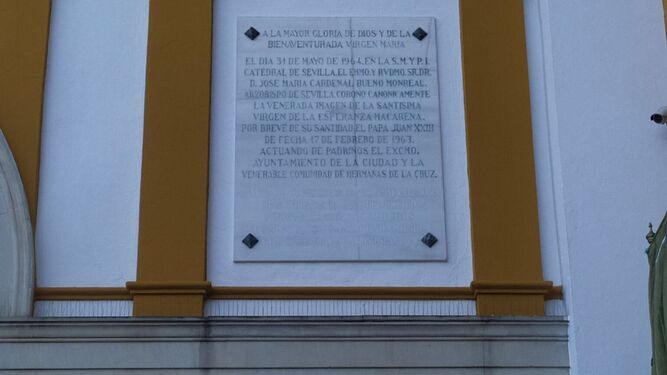 A LA MAYOR GLORIA DE DIOS Y DE LA
BIENAVENTURADA VIRGEN MARIA
EL DIA 31 DE MAYO DE 1964, EN LA S.M.Y P.I.
CATEDRAL DE SEVILLA, EL EMMO. Y RVDMO. SR. DR.
D. JOSE MARIA CARDENAL BUENO MONREAL,
ARZOBISPO DE SEVILLA CORONO CANONICAMENTE
LA VENERADA IMAGEN DE LA SANTISIMA
VIRGEN DE LA ESPERANZA MACARENA,
POR BREVE DE SU SANTIDAD EL PAPA JUAN XXIII
DE FECHA 17 DE FEBRERO DE 1963.
ACTUANDO DE PADRINOS EL EXCMO.
AYUNTAMIENTO DE LA CIUDAD Y LA
VENERABLE COMUNIDAD DE HERMANAS DE LA CRUZ.